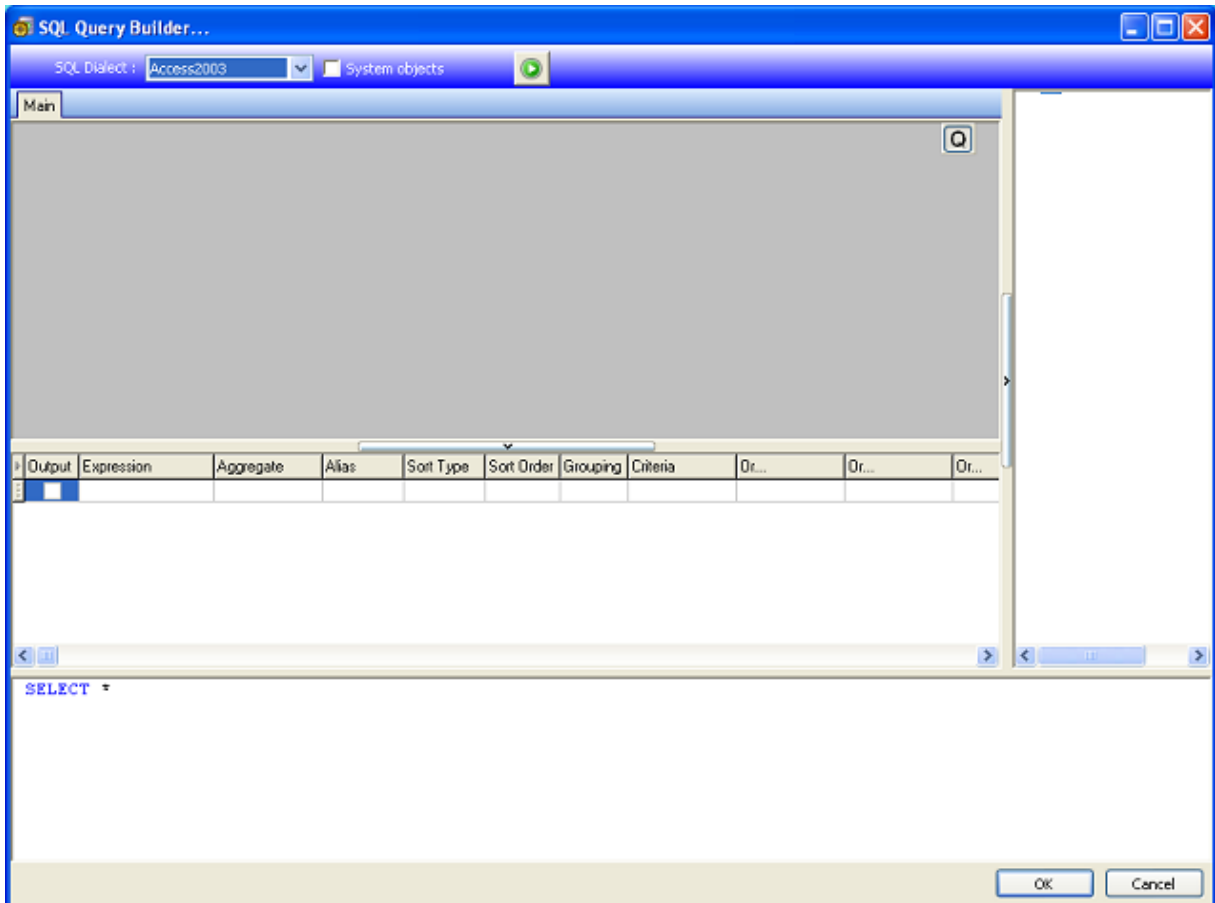 SQL Query Builder...
SQL Dialect : Access2003 System objects
Main
Q
Output Expression Aggregate Alias Sort Type Sort Order Grouping Criteria Or... Or... Or...
SELECT *
OK Cancel